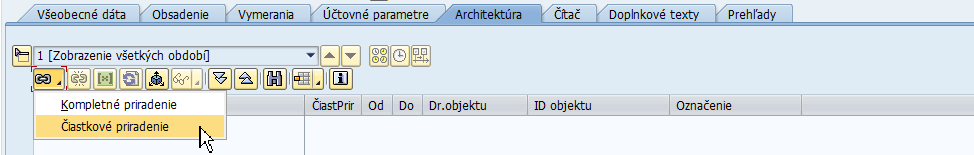 Všeobecné dáta Obsadenie Vymerania Účtovné parametre Architektúra Čítač Doplnkové texty Prehľady
1 [Zobrazenie všetkých období]
Kompletné priradenie
Čiastkové priradenie
ČiastPrir Od Do Dr.objektu ID objektu Označenie